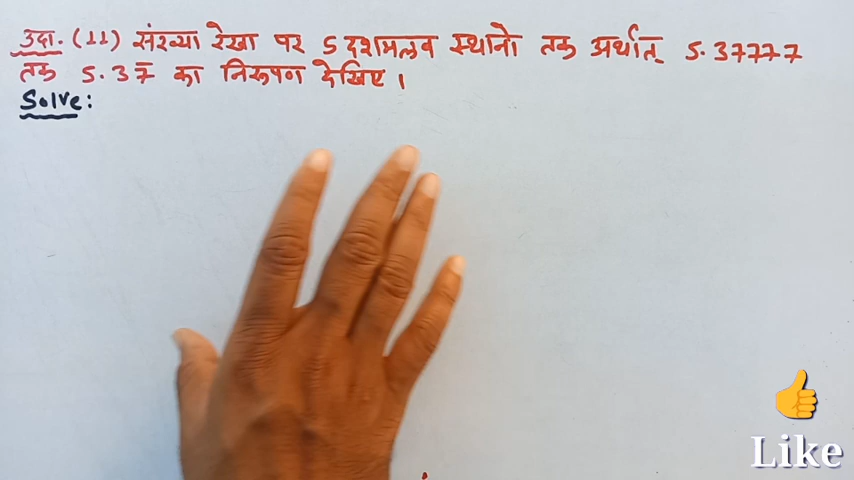 उदा. (11) संख्या रेखा पर 5 दशमलव स्थानो तक अर्थात् 5.37777
तक 5.37̅ का निरूपण देखिए।
Solve:
Like